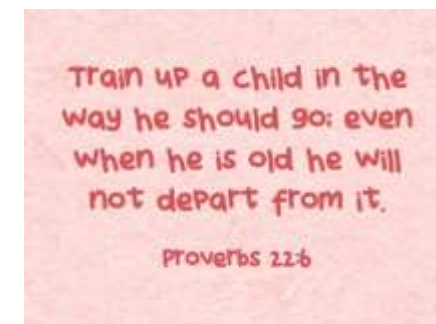 Train up a child in the
way he should go; even
when he is old he will
not depart from it.
Proverbs 22:6